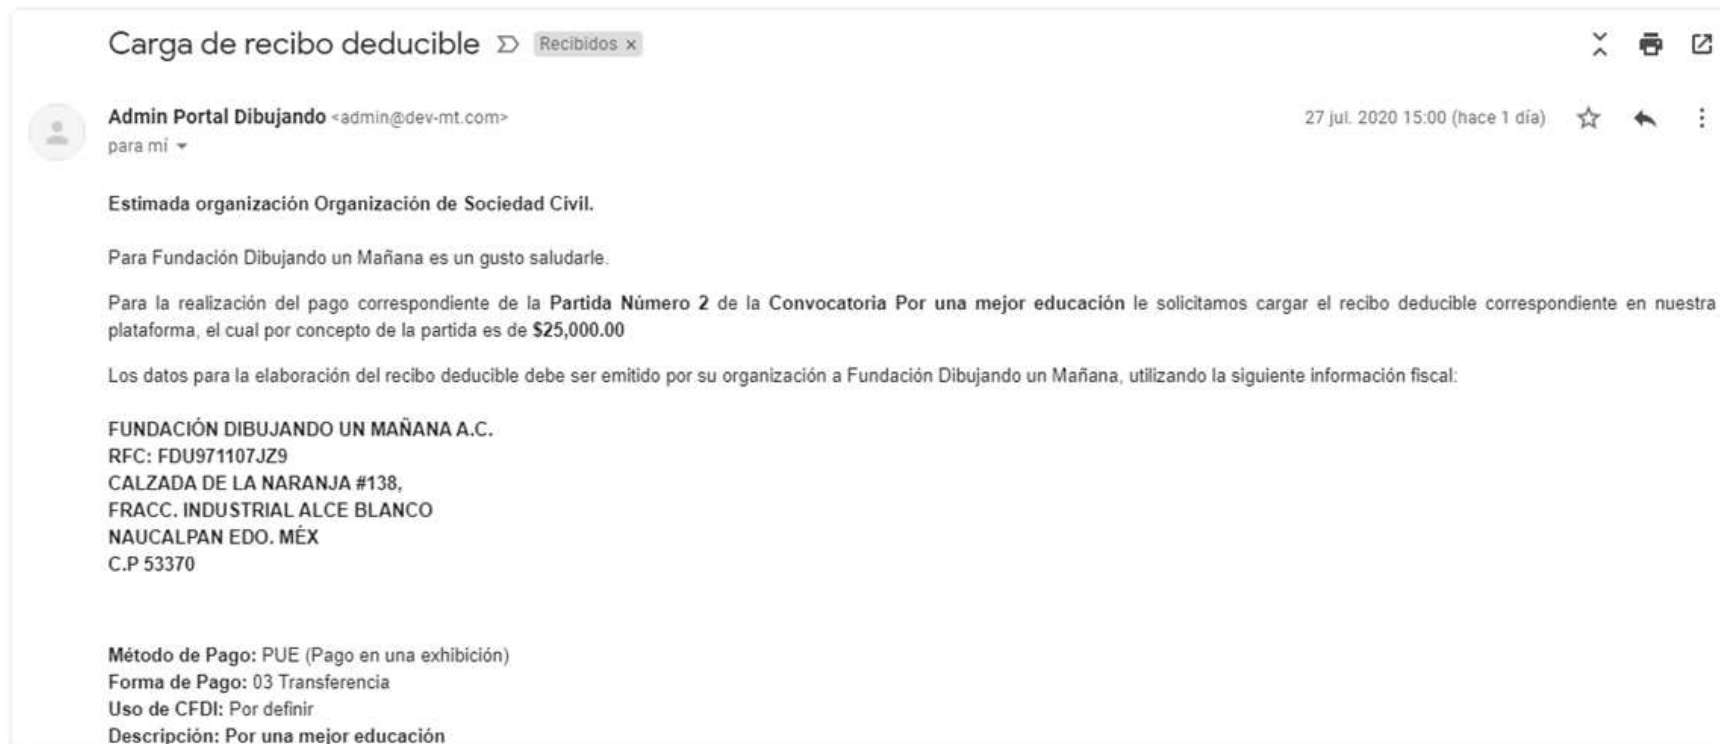 Carga de recibo deducible Recibidos x
Admin Portal Dibujando <admin@dev-mt.com> 27 jul. 2020 15:00 (hace 1 día)
para mí
Estimada organización Organización de Sociedad Civil.
Para Fundación Dibujando un Mañana es un gusto saludarle.
Para la realización del pago correspondiente de la Partida Número 2 de la Convocatoria Por una mejor educación le solicitamos cargar el recibo deducible correspondiente en nuestra
plataforma, el cual por concepto de la partida es de $25,000.00
Los datos para la elaboración del recibo deducible debe ser emitido por su organización a Fundación Dibujando un Mañana, utilizando la siguiente información fiscal:
FUNDACIÓN DIBUJANDO UN MAÑANA A.C.
RFC: FDU971107JZ9
CALZADA DE LA NARANJA #138,
FRACC. INDUSTRIAL ALCE BLANCO
NAUCALPAN EDO. MÉX
C.P 53370
Método de Pago: PUE (Pago en una exhibición)
Forma de Pago: 03 Transferencia
Uso de CFDI: Por definir
Descripción: Por una mejor educación